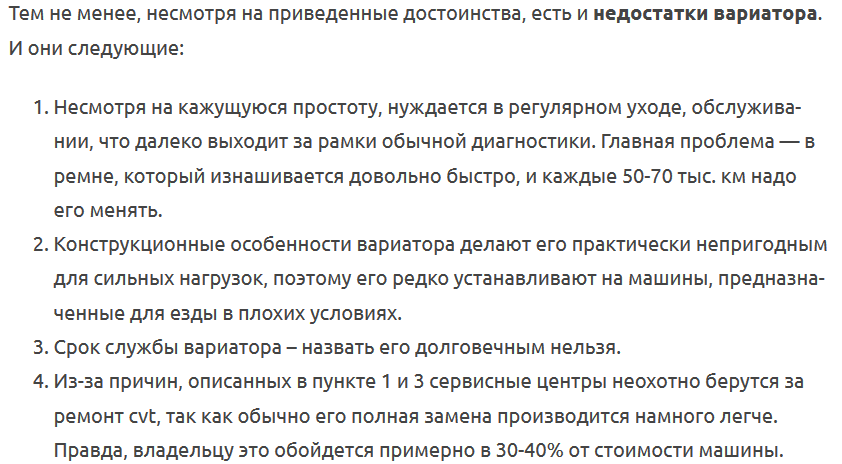 Тем не менее, несмотря на приведенные достоинства, есть и недостатки вариатора.
И они следующие:
1. Несмотря на кажущуюся простоту, нуждается в регулярном уходе, обслужива-
нии, что далеко выходит за рамки обычной диагностики. Главная проблема — в
ремне, который изнашивается довольно быстро, и каждые 50-70 тыс. км надо
его менять.
2. Конструкционные особенности вариатора делают его практически непригодным
для сильных нагрузок, поэтому его редко устанавливают на машины, предназна-
ченные для езды в плохих условиях.
3. Срок службы вариатора – назвать его долговечным нельзя.
4. Из-за причин, описанных в пункте 1 и 3 сервисные центры неохотно берутся за
ремонт cvt, так как обычно его полная замена производится намного легче.
Правда, владельцу это обойдется примерно в 30-40% от стоимости машины.